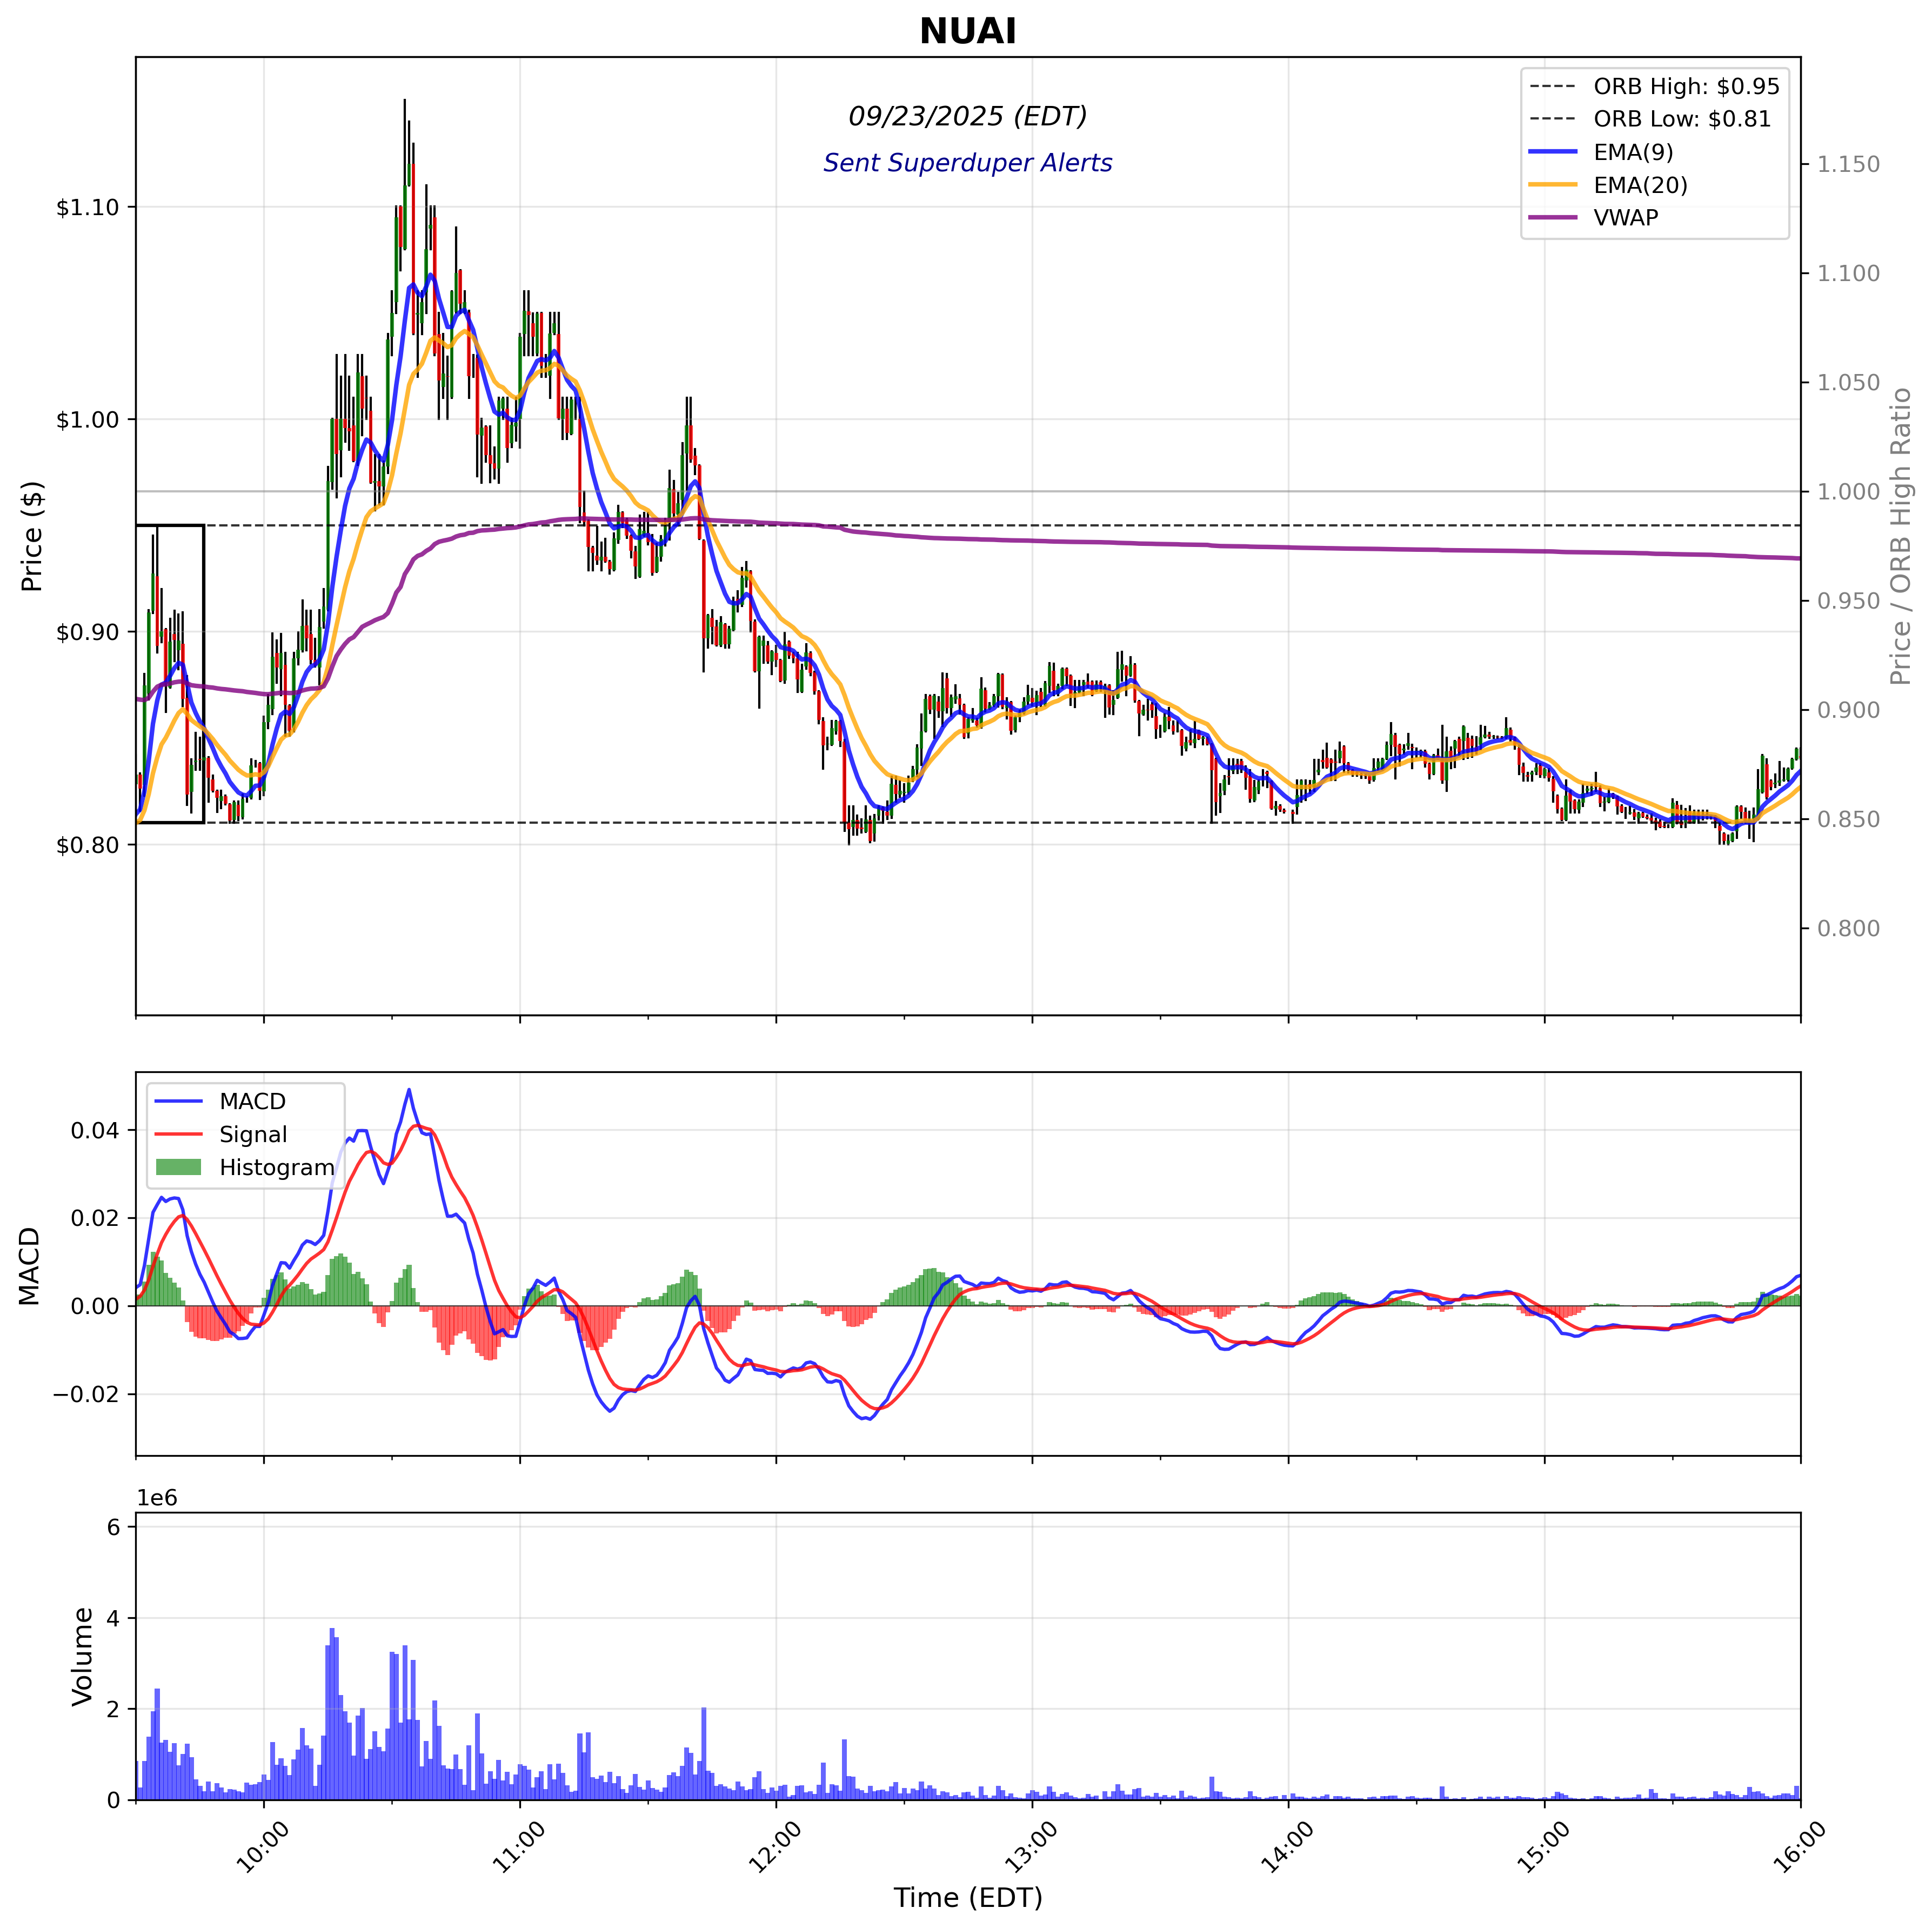 NUAI
09/23/2025 (EDT)
Sent Superduper Alerts
ORB High: $0.95
ORB Low: $0.81
EMA(9)
EMA(20)
VWAP
Price ($)
$1.10
$1.00
$0.90
$0.80
1.150
1.100
1.050
1.000
0.950
0.900
0.850
0.800
Price / ORB High Ratio
MACD
Signal
Histogram
MACD
0.04
0.02
0.00
−0.02
1e6
Volume
6
4
2
0
10:00
11:00
12:00
13:00
14:00
15:00
16:00
Time (EDT)